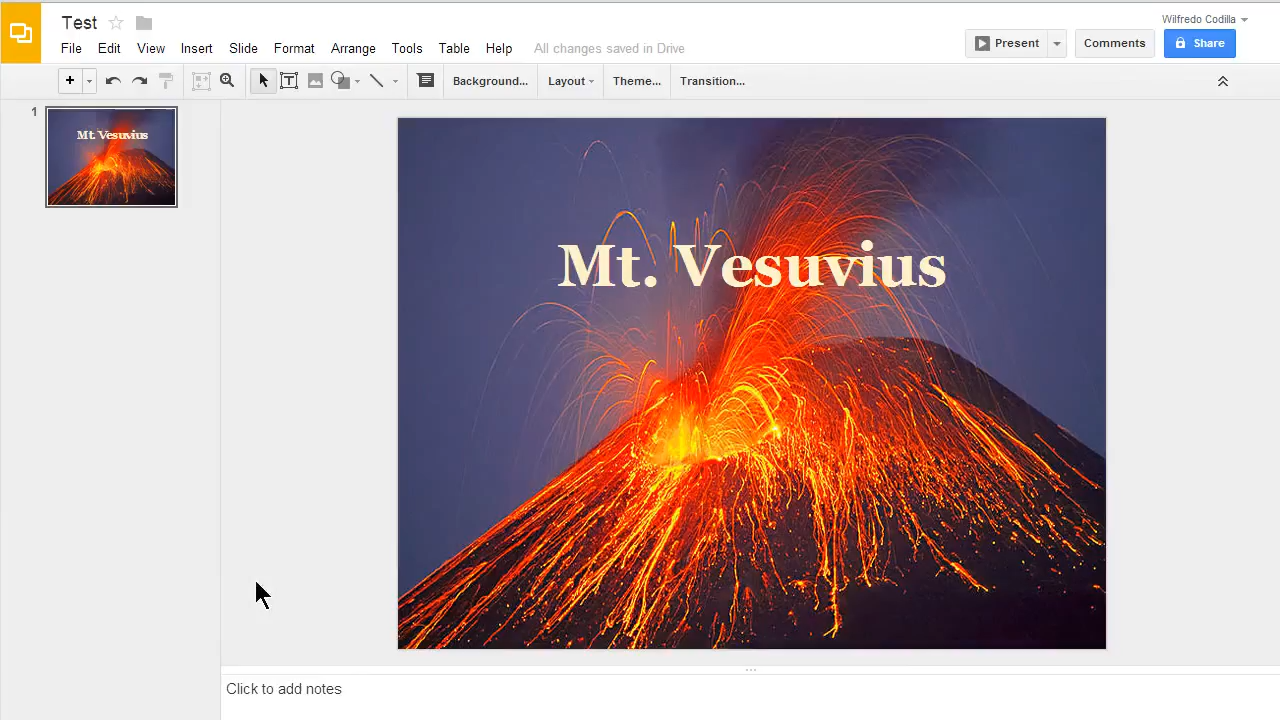 Test
Wilfredo Codilla
File Edit View Insert Slide Format Arrange Tools Table Help All changes saved in Drive
Present Comments Share
Background... Layout Theme... Transition...
1
Mt. Vesuvius
Mt. Vesuvius
Click to add notes